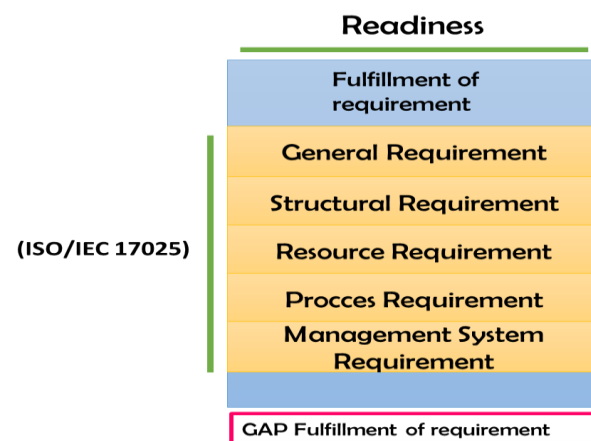 Readiness
Fulfillment of
requirement
General Requirement
Structural Requirement
(ISO/IEC 17025)
Resource Requirement
Procces Requirement
Management System
Requirement
GAP Fulfillment of requirement